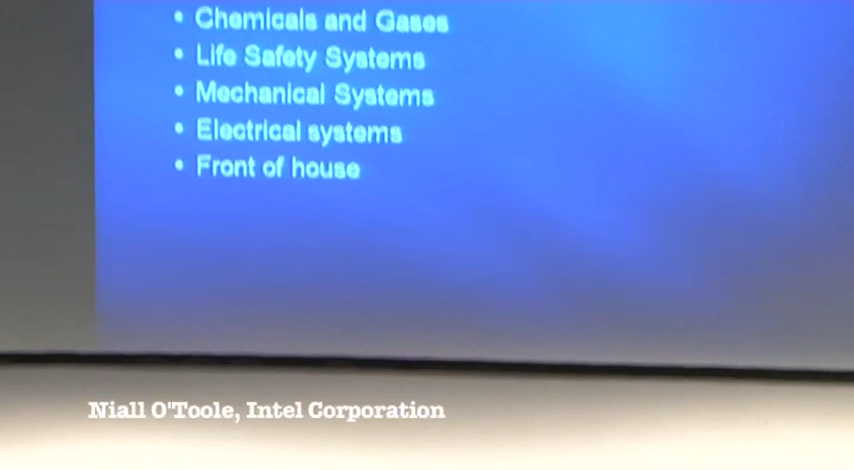 • Chemicals and Gases
• Life Safety Systems
• Mechanical Systems
• Electrical systems
• Front of house
Niall O'Toole, Intel Corporation